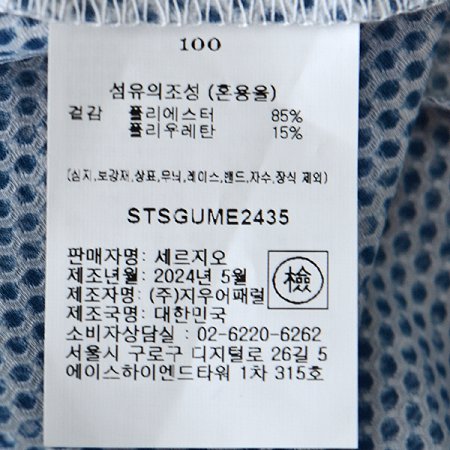 100
섬유의조성 (혼용율)
겉감 폴리에스터 85%
폴리우레탄 15%
(심지,보강재,상표,무늬,레이스,밴드,자수,장식 제외)
STSGUME2435
판매자명: 세르지오
제조년월: 2024년 5월
제조자명: (주)지우어패럴
제조국명: 대한민국
檢
소비자상담실 : 02-6220-6262
서울시 구로구 디지털로 26길 5
에이스하이엔드타워 1차 315호